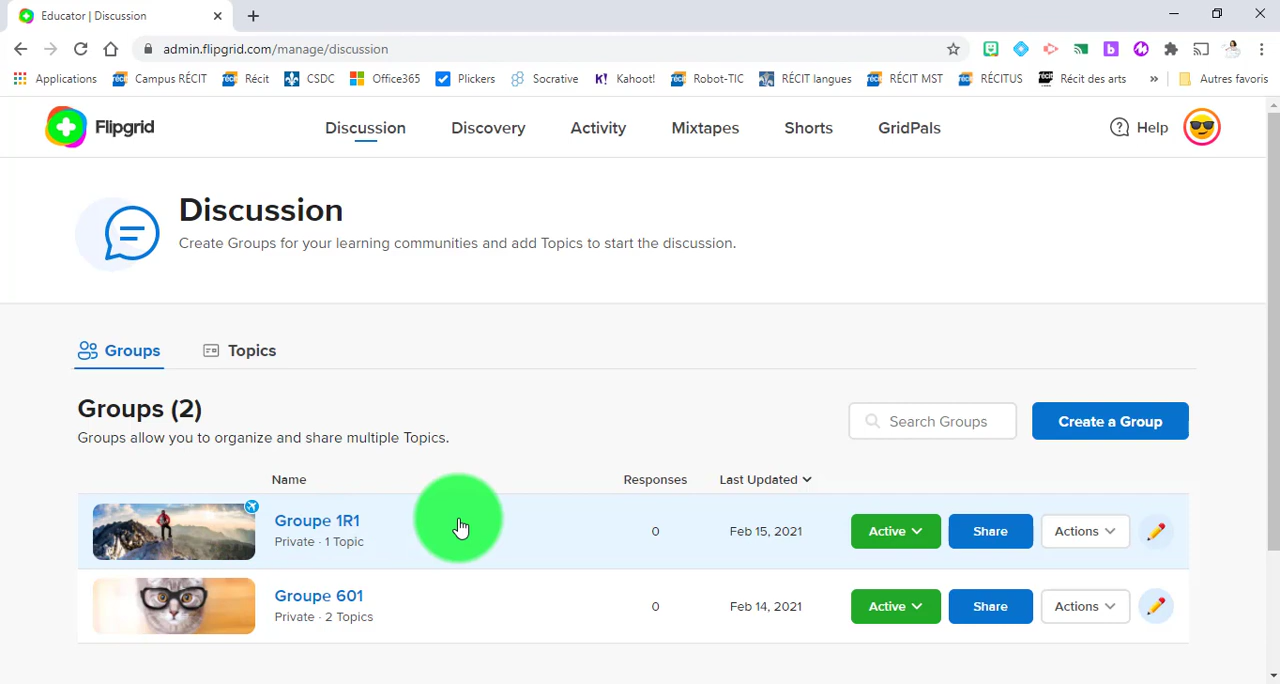 Educator | Discussion
admin.flipgrid.com/manage/discussion
Applications Campus RÉCIT Récit CSDC Office365 Plickers Socrative K! Kahoot! Robot-TIC RÉCIT langues RÉCIT MST RÉCITUS Récit des arts » Autres favoris
Flipgrid Discussion Discovery Activity Mixtapes Shorts GridPals Help
Discussion
Create Groups for your learning communities and add Topics to start the discussion.
Groups Topics
Groups (2)
Groups allow you to organize and share multiple Topics.
Search Groups Create a Group
Name Responses Last Updated
Groupe 1R1
Private · 1 Topic
0 Feb 15, 2021 Active Share Actions
Groupe 601
Private · 2 Topics
0 Feb 14, 2021 Active Share Actions